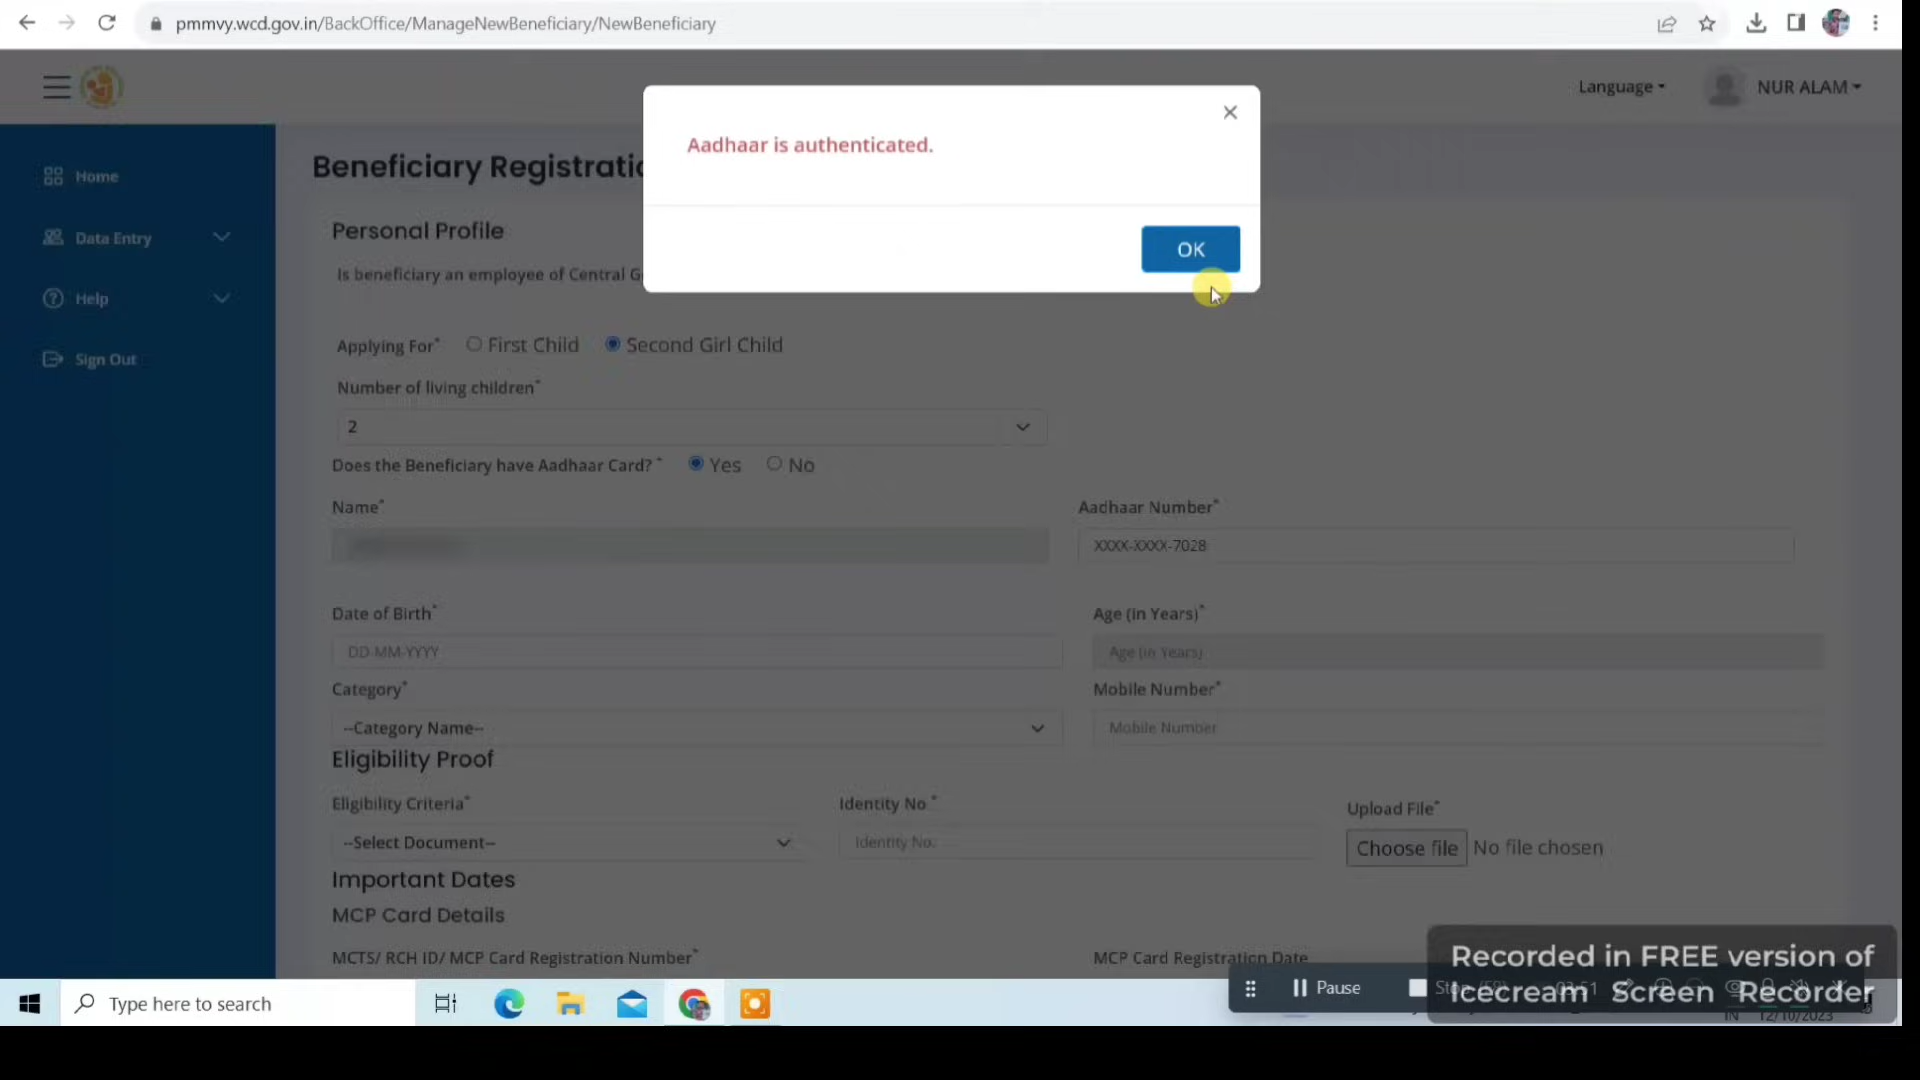 pmmvy.wcd.gov.in/BackOffice/ManageNewBeneficiary/NewBeneficiary
Language
NUR ALAM
Aadhaar is authenticated.
OK
Home
Data Entry
Help
Sign Out
Beneficiary Registratio
Personal Profile
Is beneficiary an employee of Central G
Applying For* First Child Second Girl Child
Number of living children*
2
Does the Beneficiary have Aadhaar Card? * Yes No
Name* Aadhaar Number*
XXXX-XXXX-7028
Date of Birth* Age (in Years)*
DD-MM-YYYY Age (in Years)
Category* Mobile Number*
--Category Name-- Mobile Number
Eligibility Proof
Eligibility Criteria* Identity No.* Upload File*
--Select Document-- Identity No. Choose file No file chosen
Important Dates
MCP Card Details
MCTS/ RCH ID/ MCP Card Registration Number* MCP Card Registration Date
Recorded in FREE version of
Icecream Screen Recorder
Pause
Type here to search
IN 12/10/2023